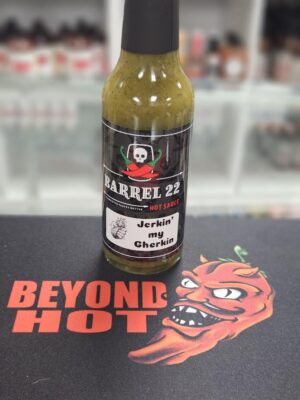 BARREL 22
HOT SAUCE
Jerkin'
my
Gherkin
BEYOND
HOT